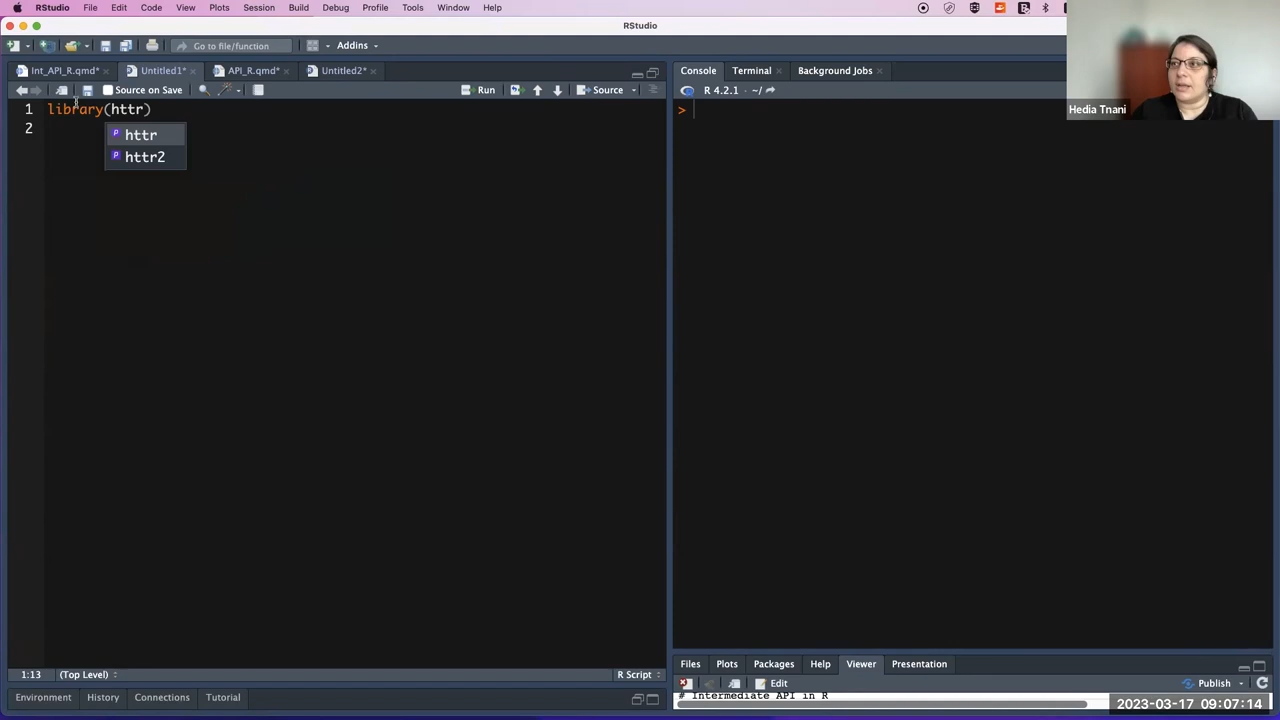 RStudio File Edit Code View Plots Session Build Debug Profile Tools Window Help
RStudio
Go to file/function Addins
Int_API_R.qmd* Untitled1* API_R.qmd* Untitled2*
Console Terminal Background Jobs
Source on Save Run Source
R 4.2.1 · ~/
Hedia Tnani
1 library(httr)
>
2
httr
httr2
1:13 (Top Level) R Script
Files Plots Packages Help Viewer Presentation
Edit Publish
Environment History Connections Tutorial
# Intermediate API in R
2023-03-17 09:07:14